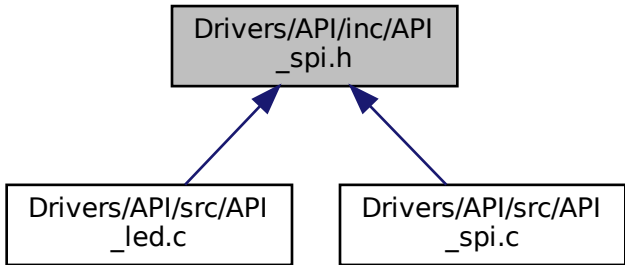 Drivers/API/inc/API
_spi.h
Drivers/API/src/API
_led.c
Drivers/API/src/API
_spi.c